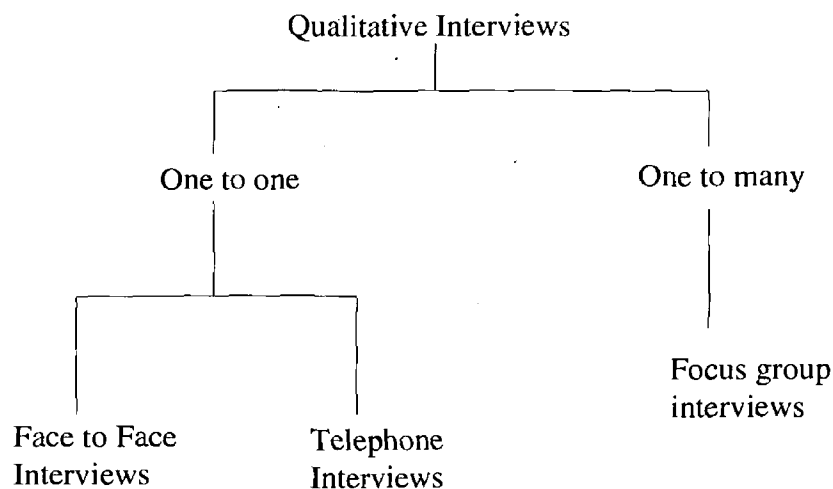 Qualitative Interviews
One to one
One to many
Focus group
interviews
Face to Face
Interviews
Telephone
Interviews